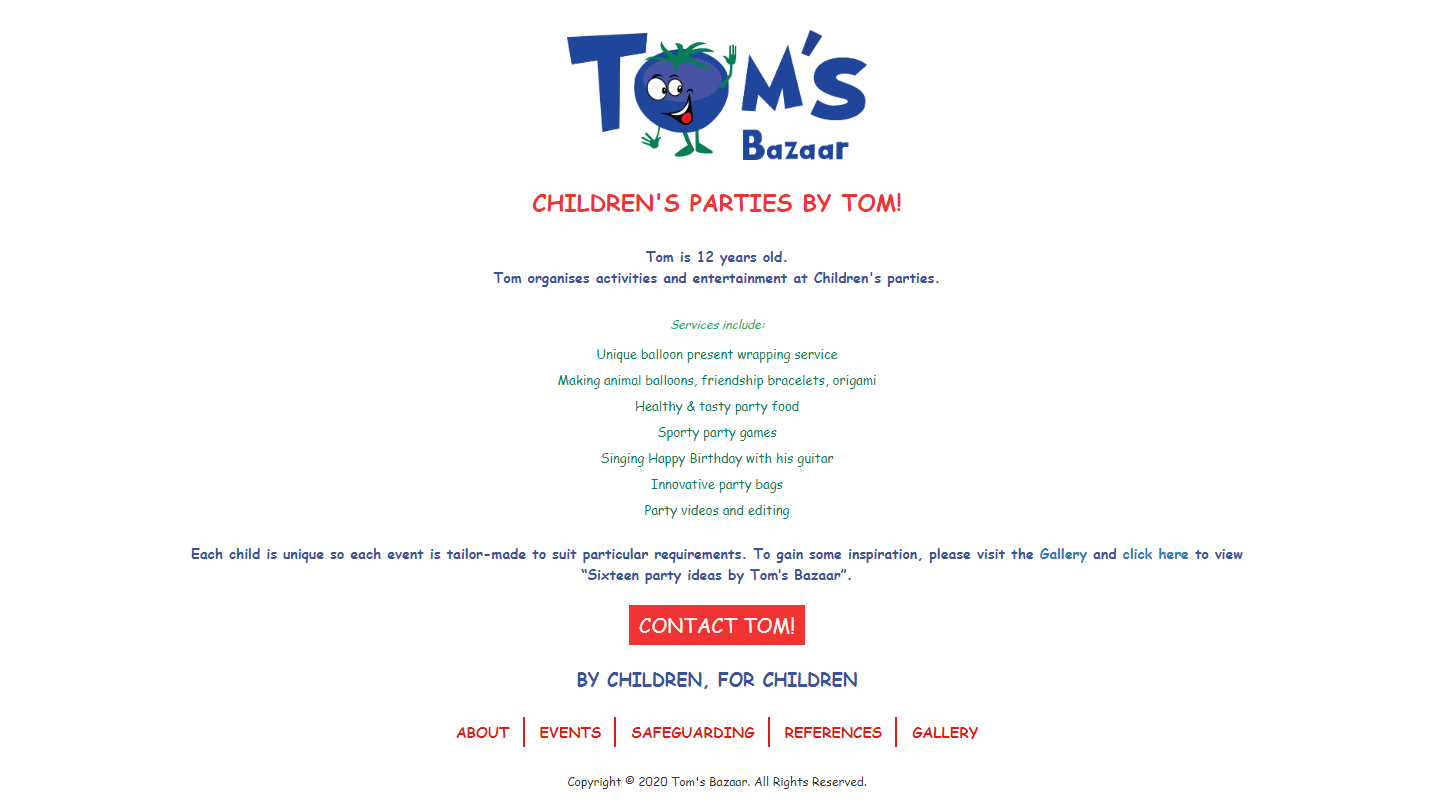 TOM'S
Bazaar
CHILDREN'S PARTIES BY TOM!
Tom is 12 years old.
Tom organises activities and entertainment at Children's parties.
Services include:
Unique balloon present wrapping service
Making animal balloons, friendship bracelets, origami
Healthy & tasty party food
Sporty party games
Singing Happy Birthday with his guitar
Innovative party bags
Party videos and editing
Each child is unique so each event is tailor-made to suit particular requirements. To gain some inspiration, please visit the Gallery and click here to view
“Sixteen party ideas by Tom’s Bazaar”.
CONTACT TOM!
BY CHILDREN, FOR CHILDREN
ABOUT EVENTS SAFEGUARDING REFERENCES GALLERY
Copyright © 2020 Tom's Bazaar. All Rights Reserved.